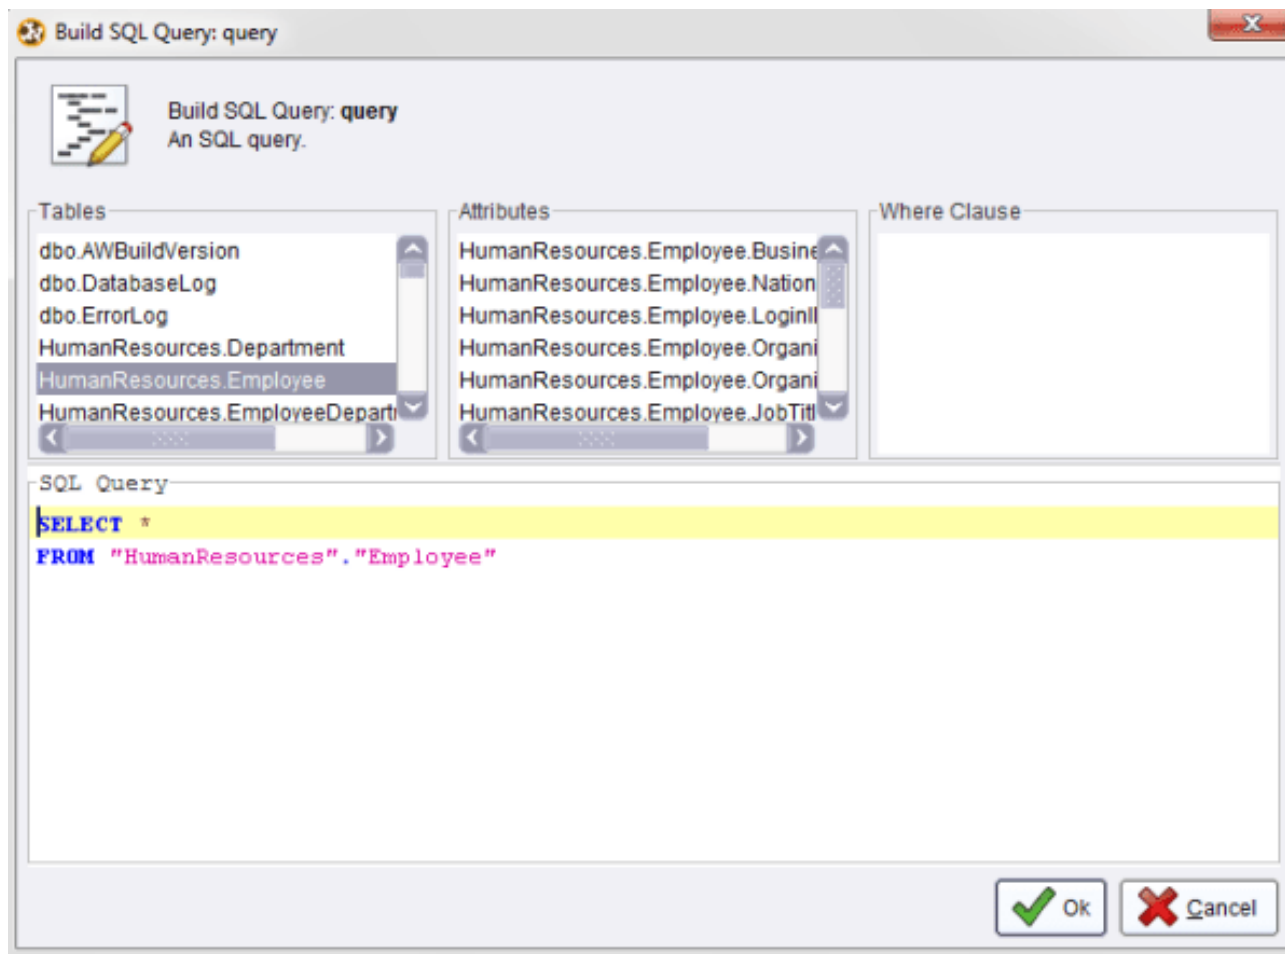 Build SQL Query: query
Build SQL Query: query
An SQL query.
Tables
dbo.AWBuildVersion
dbo.DatabaseLog
dbo.ErrorLog
HumanResources.Department
HumanResources.Employee
HumanResources.EmployeeDepart
Attributes
HumanResources.Employee.Busine
HumanResources.Employee.Nation
HumanResources.Employee.LoginI
HumanResources.Employee.Organi
HumanResources.Employee.Organi
HumanResources.Employee.JobTitl
Where Clause
SQL Query
SELECT *
FROM "HumanResources"."Employee"
Ok
Cancel